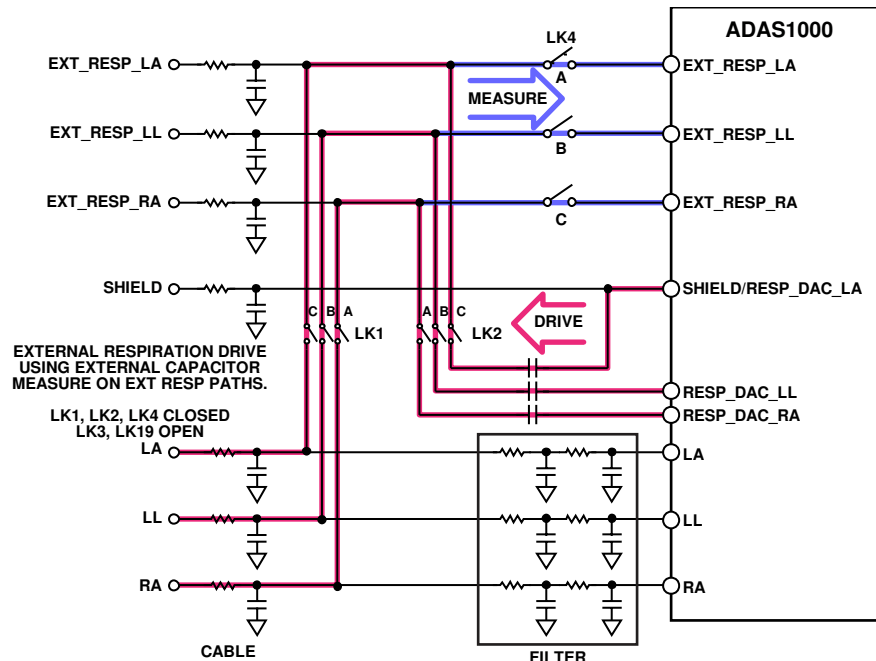 ADAS1000
LK4
EXT_RESP_LA
A
EXT_RESP_LA
MEASURE
EXT_RESP_LL
B
EXT_RESP_LL
EXT_RESP_RA
C
EXT_RESP_RA
SHIELD
SHIELD/RESP_DAC_LA
C B A
LK1
A B C
LK2
DRIVE
EXTERNAL RESPIRATION DRIVE
USING EXTERNAL CAPACITOR
MEASURE ON EXT RESP PATHS.
RESP_DAC_LL
LK1, LK2, LK4 CLOSED
LK3, LK19 OPEN
RESP_DAC_RA
LA
LA
LL
LL
RA
RA
CABLE
FILTER